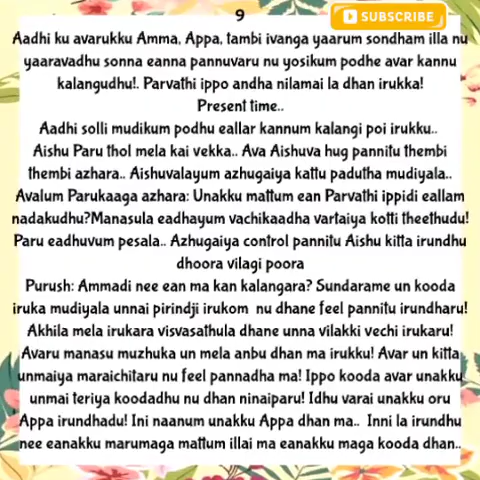 9
SUBSCRIBE
Aadhi ku avarukku Amma, Appa, tambi ivanga yaarum sondham illa nu
yaaravadhu sonna eanna pannuvaru nu yosikum podhe avar kannu
kalangudhu!. Parvathi ippo andha nilamai la dhan irukka!
Present time..
Aadhi solli mudikum podhu eallar kannum kalangi poi irukku..
Aishu Paru thol mela kai vekka.. Ava Aishuva hug pannitu thembi
thembi azhara.. Aishuvalayum azhugaiya kattu padutha mudiyala..
Avalum Parukaaga azhara: Unakku mattum ean Parvathi ippidi eallam
nadakudhu?Manasula eadhayum vachikaadha vartaiya kotti theethudu!
Paru eadhuvum pesala.. Azhugaiya control pannitu Aishu kitta irundhu
dhoora vilagi poora
Purush: Ammadi nee ean ma kan kalangara? Sundarame un kooda
iruka mudiyala unnai pirindji irukom nu dhane feel pannitu irundharu!
Akhila mela irukara visvasathula dhane unna vilakki vechi irukaru!
Avaru manasu muzhuka un mela anbu dhan ma irukku! Avar un kitta
unmaiya maraichitaru nu feel pannadha ma! Ippo kooda avar unakku
unmai teriya koodadhu nu dhan ninaiparu! Idhu varai unakku oru
Appa irundhadu! Ini naanum unakku Appa dhan ma.. Inni la irundhu
nee eanakku marumaga mattum illai ma eanakku maga kooda dhan..